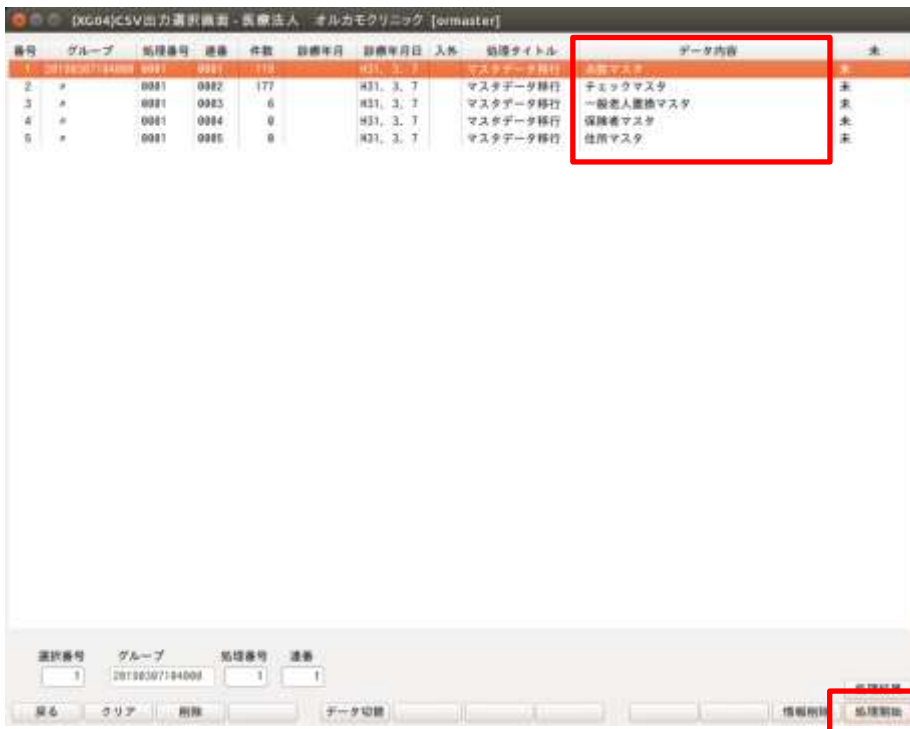 (XG04)CSV出力選択画面 - 医療法人 オルカモクリニック [ormaster]
番号 グループ 処理番号 連番 件数 診療年月 診療年月日 入外 処理タイトル データ内容 未
1 0001 0001 H31. 3. 7 マスタデータ移行 点数マスタ 未
2 〃 0001 0002 177 H31. 3. 7 マスタデータ移行 チェックマスタ 未
3 〃 0001 0003 6 H31. 3. 7 マスタデータ移行 一般老人置換マスタ 未
4 〃 0001 0004 0 H31. 3. 7 マスタデータ移行 保険者マスタ 未
5 〃 0001 0005 0 H31. 3. 7 マスタデータ移行 住所マスタ 未
選択番号 グループ 処理番号 連番
1 20190307104000 1 1
処理結果
戻る クリア 削除 データ切替 情報削除 処理開始